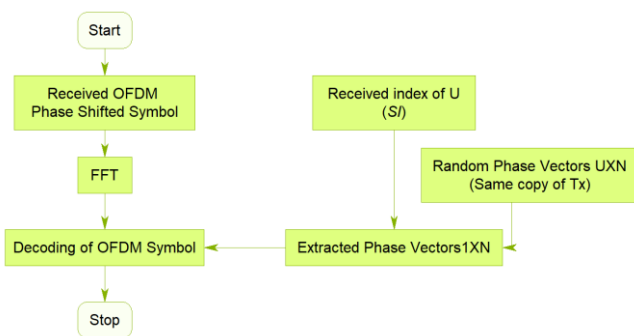 Start
Received OFDM
Phase Shifted Symbol
FFT
Decoding of OFDM Symbol
Stop
Received index of U
(SI)
Random Phase Vectors UXN
(Same copy of Tx)
Extracted Phase Vectors1XN